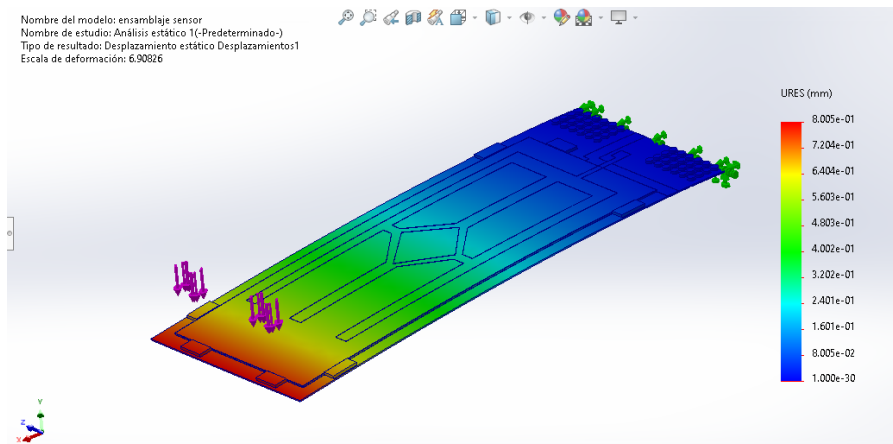 Nombre del modelo: ensamblaje sensor
Nombre de estudio: Análisis estático 1(-Predeterminado-)
Tipo de resultado: Desplazamiento estático Desplazamientos1
Escala de deformación: 6.90826
URES (mm)
8.005e-01
7.204e-01
6.404e-01
5.603e-01
4.803e-01
4.002e-01
3.202e-01
2.401e-01
1.601e-01
8.005e-02
1.000e-30
Y
Z
X